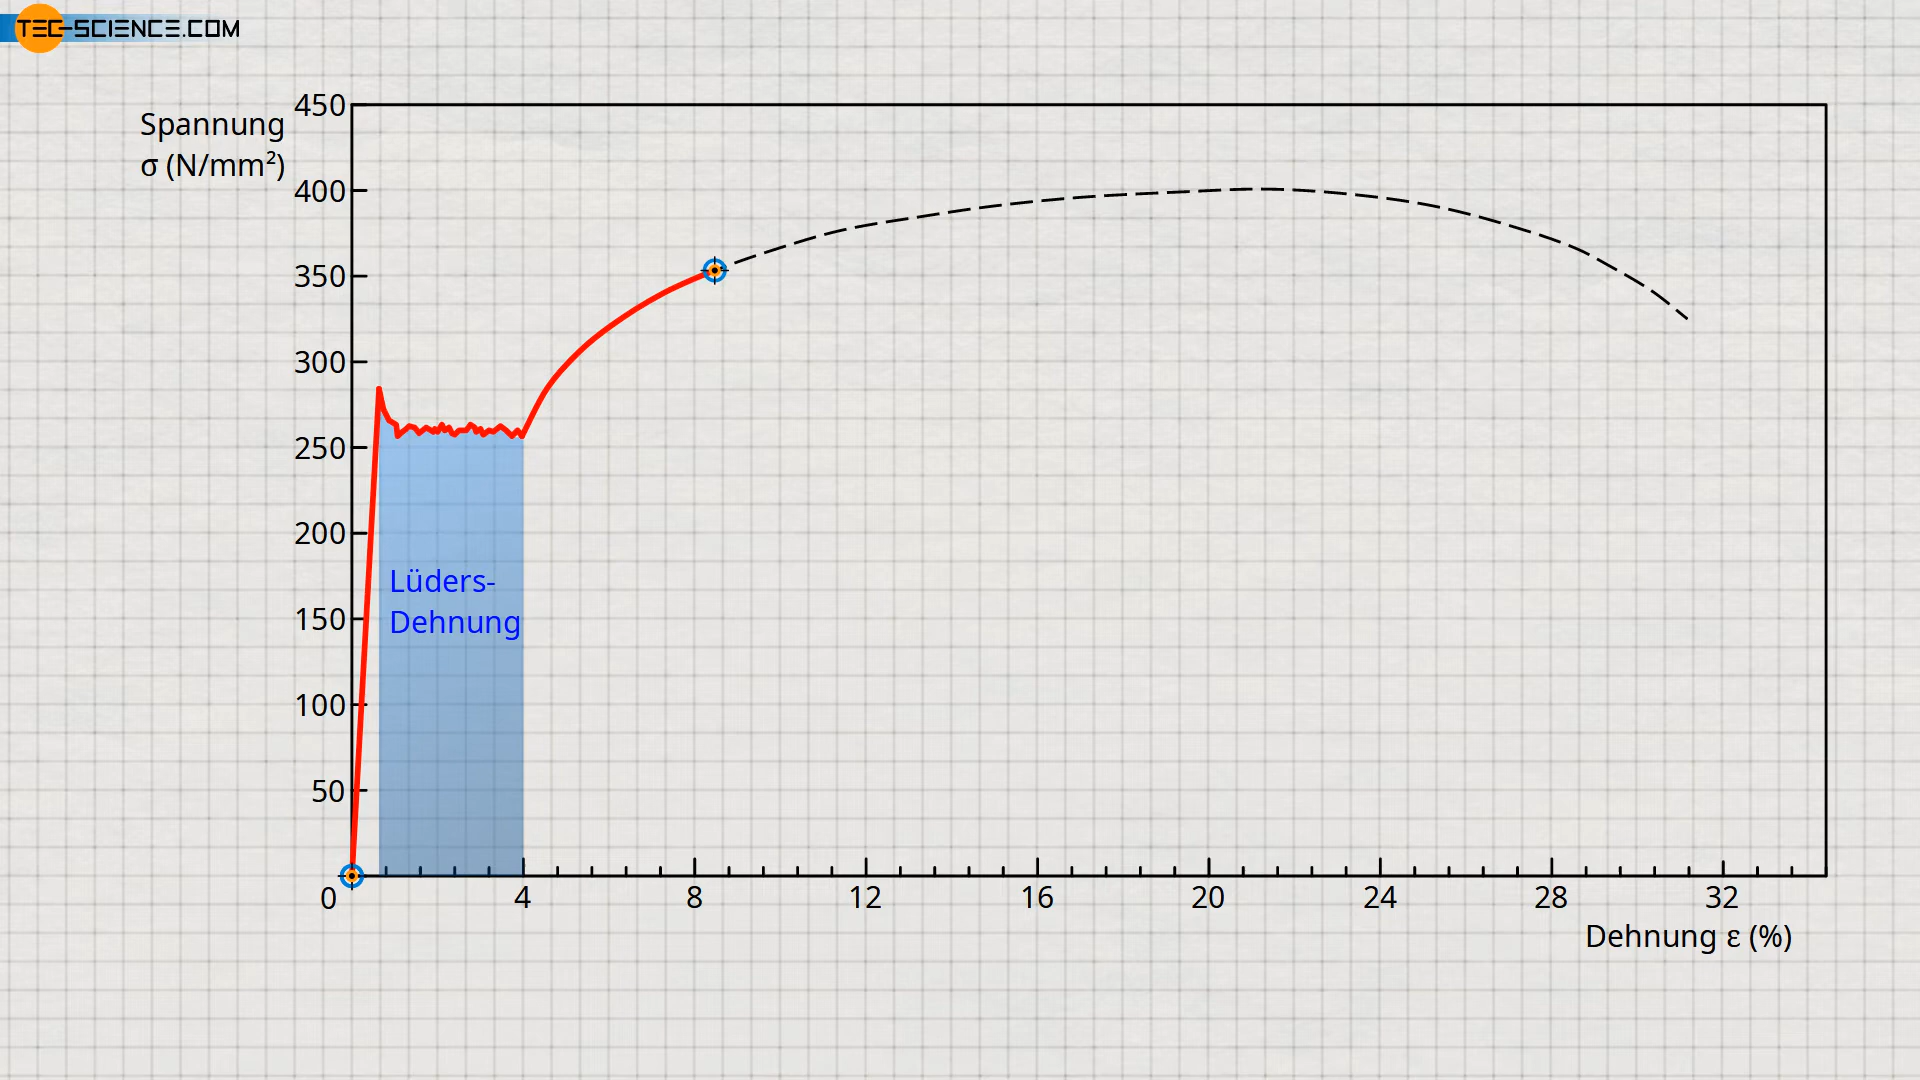 TEC-SCIENCE.COM
Spannung
σ (N/mm²)
450
400
350
300
250
200
150
100
50
Lüders-
Dehnung
0 4 8 12 16 20 24 28 32
Dehnung ε (%)